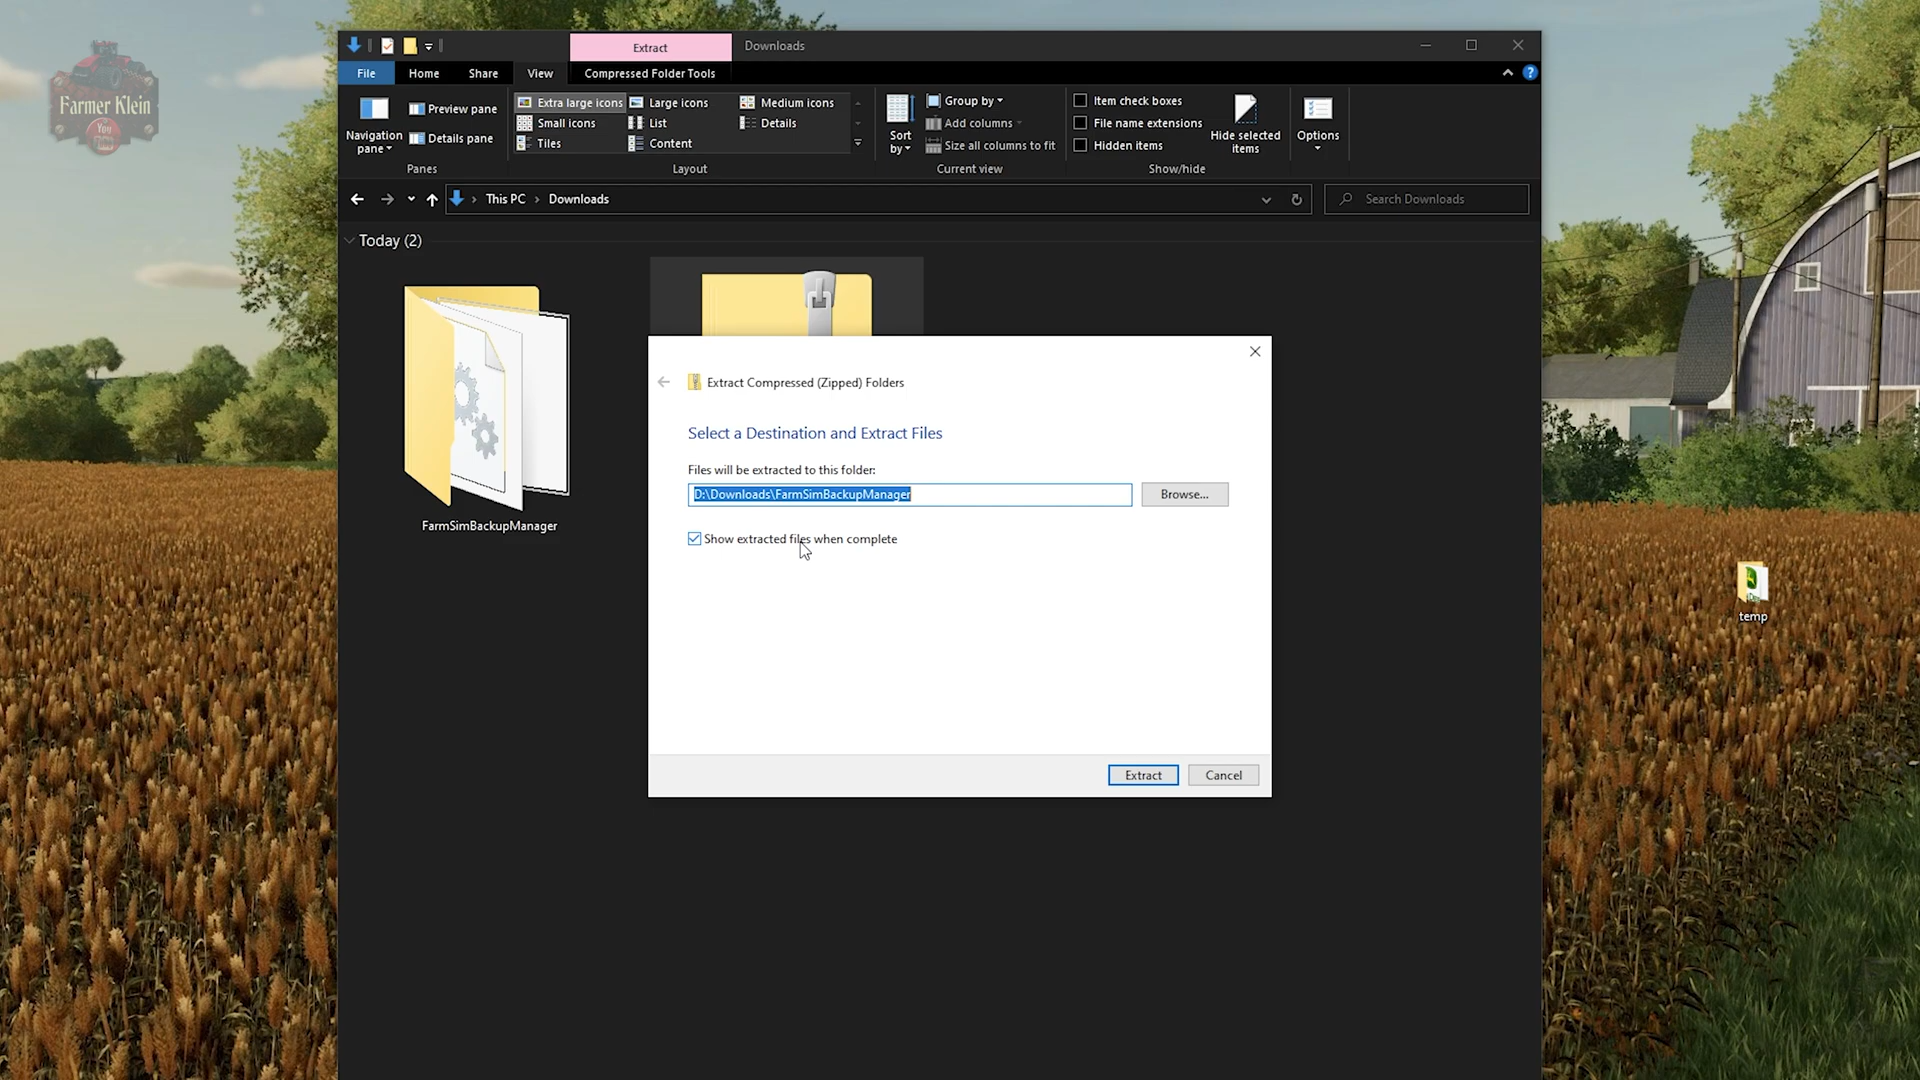 Farmer Klein
You
Extract
Downloads
File
Home
Share
View
Compressed Folder Tools
Navigation
pane
Preview pane
Details pane
Panes
Extra large icons
Large icons
Medium icons
Small icons
List
Details
Tiles
Content
Layout
Sort
by
Group by
Add columns
Size all columns to fit
Current view
Item check boxes
File name extensions
Hidden items
Hide selected
items
Show/hide
Options
This PC
Downloads
Search Downloads
Today (2)
FarmSimBackupManager
Extract Compressed (Zipped) Folders
Select a Destination and Extract Files
Files will be extracted to this folder:
D:\Downloads\FarmSimBackupManager
Browse...
Show extracted files when complete
Extract
Cancel
temp